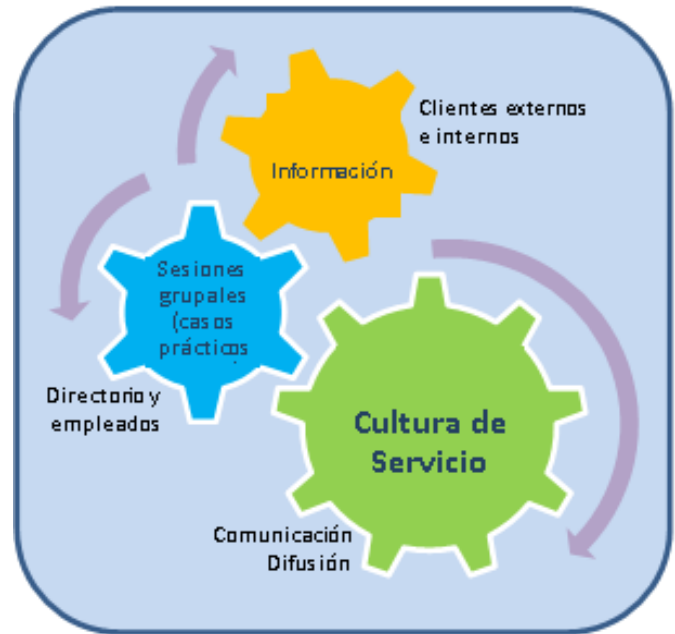 Clientes externos
e internos
Información
Sesiones
grupales
(casos
prácticos
Directorio y
empleados
Cultura de
Servicio
Comunicación
Difusión